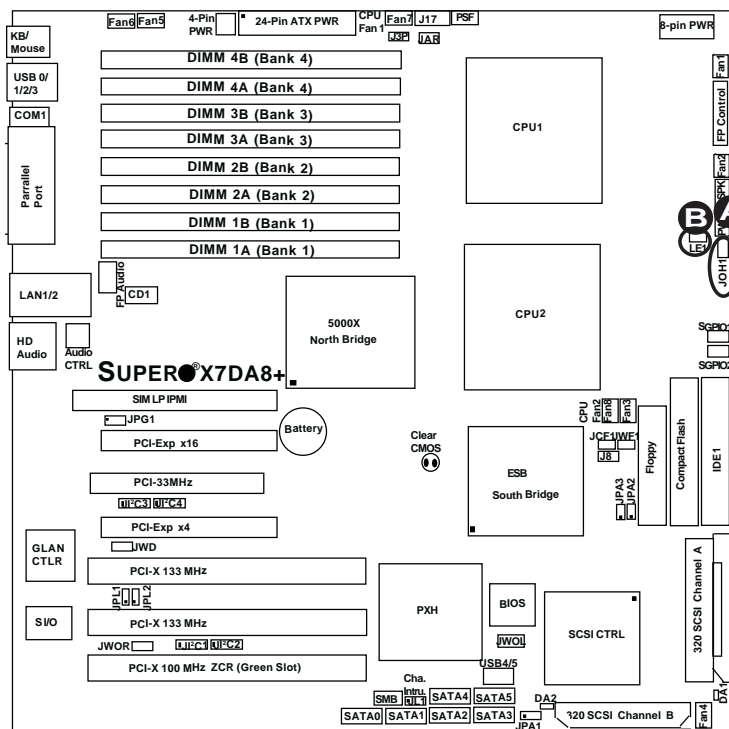 Fan6
Fan5
4-Pin
PWR
24-Pin ATX PWR
CPU
Fan 1
Fan7
J17
PSF
J3P
JAR
8-pin PWR
KB/
Mouse
USB 0/
1/2/3
COM1
Parrallel
Port
DIMM 4B (Bank 4)
DIMM 4A (Bank 4)
DIMM 3B (Bank 3)
DIMM 3A (Bank 3)
DIMM 2B (Bank 2)
DIMM 2A (Bank 2)
DIMM 1B (Bank 1)
DIMM 1A (Bank 1)
CPU1
Fan1
FP Control
Fan2
SPK
B
A
LE1
JOH1
LAN1/2
FP Audio
CD1
5000X
North Bridge
CPU2
HD
Audio
Audio
CTRL
SGPIO1
SGPIO2
SUPER®X7DA8+
SIM LP IPMI
JPG1
PCI-Exp x16
Battery
Clear
CMOS
CPU
Fan2
Fan8
Fan3
JCF1
JWF1
J8
Floppy
Compact Flash
IDE1
PCI-33MHz
JI²C3
JI²C4
ESB
South Bridge
JPA3
JPA2
PCI-Exp x4
JWD
GLAN
CTLR
PCI-X 133 MHz
JPL1
JPL2
S I/O
PCI-X 133 MHz
JWOR
JI²C1
JI²C2
PCI-X 100 MHz ZCR (Green Slot)
PXH
BIOS
JWOL
USB4/5
SCSI CTRL
320 SCSI Channel A
DA1
Cha.
Intru.
SMB
JL1
SATA4
SATA5
SATA0
SATA1
SATA2
SATA3
DA2
JPA1
320 SCSI Channel B
Fan4